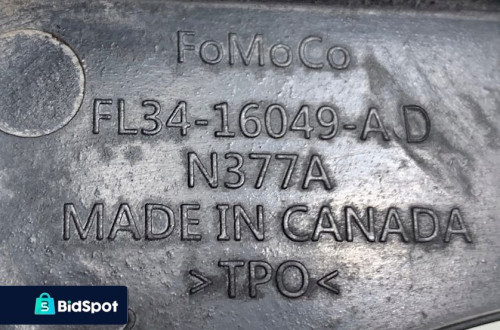 FoMoCo
FL34-16049-AD
N377A
MADE IN CANADA
>TPO<
S
BidSpot